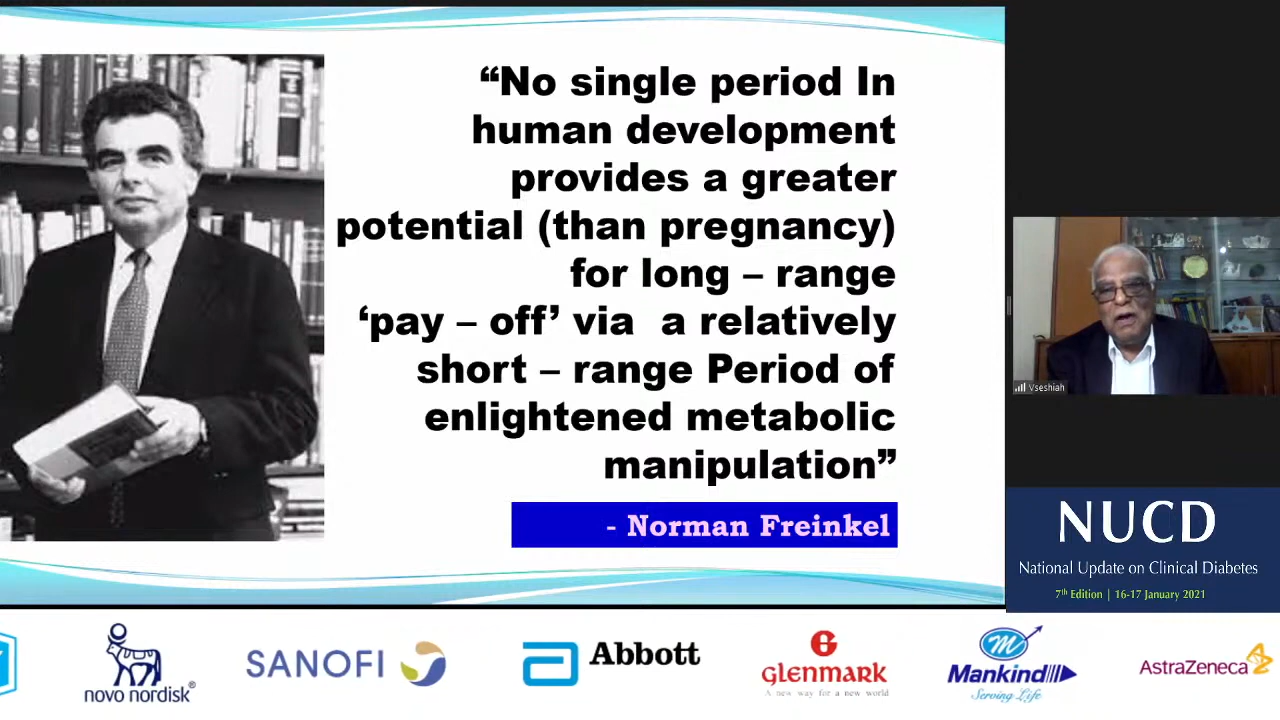 “No single period In
human development
provides a greater
potential (than pregnancy)
for long – range
‘pay – off’ via  a relatively
short – range Period of
enlightened metabolic
manipulation”
- Norman Freinkel
Vseshiah
NUCD
National Update on Clinical Diabetes
7th Edition | 16-17 January 2021
novo nordisk®
SANOFI
Abbott
G
GLENMARK
A new way for a new world
m
Mankind
Serving Life
AstraZeneca